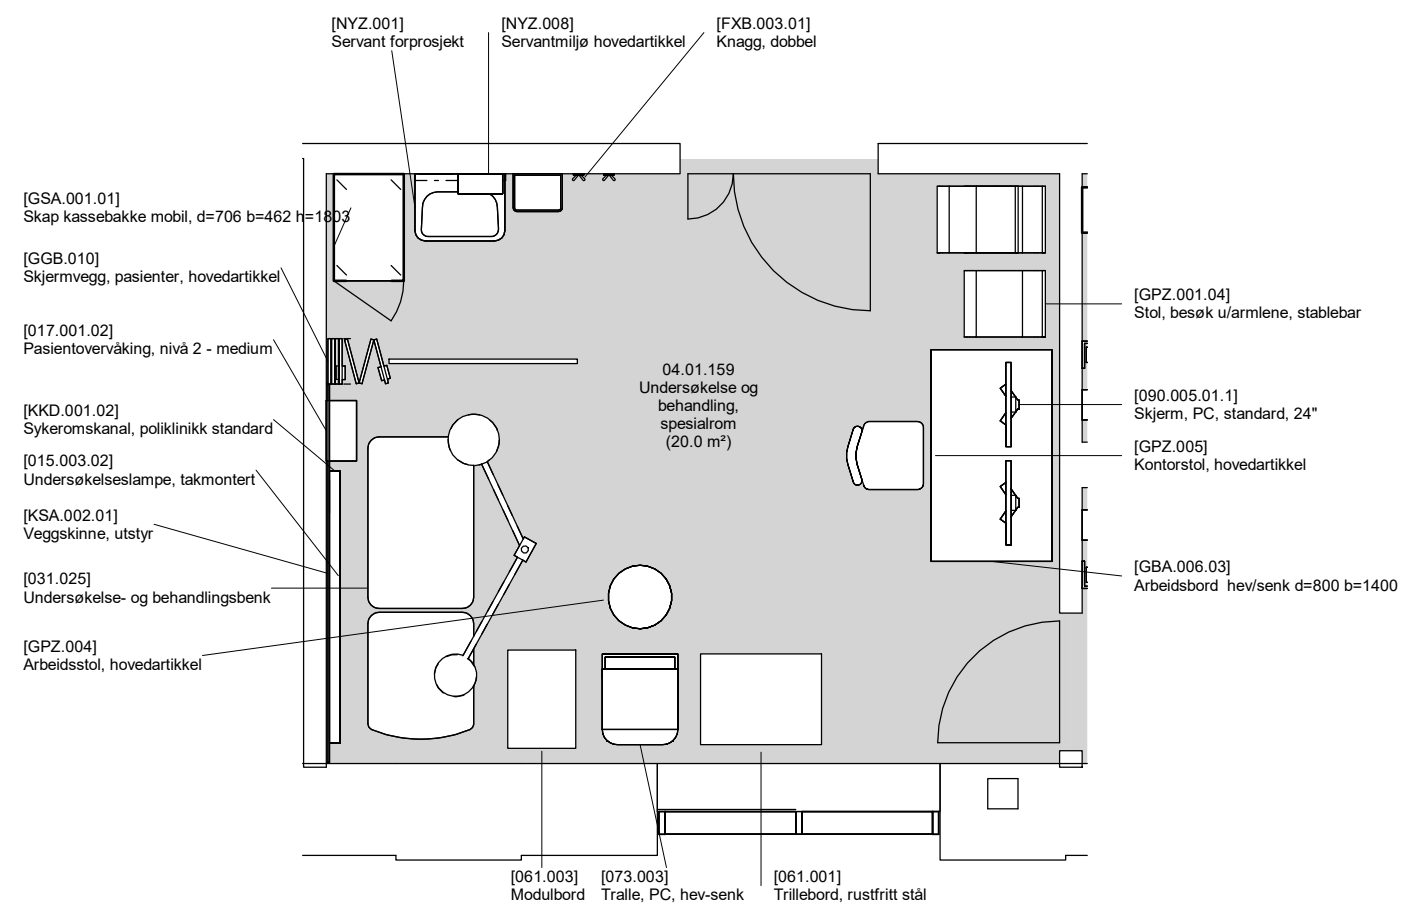 [NYZ.001]
Servant forprosjekt
[NYZ.008]
Servantmiljø hovedartikkel
[FXB.003.01]
Knagg, dobbel
[GSA.001.01]
Skap kassebakke mobil, d=706 b=462 h=1803
[GGB.010]
Skjermvegg, pasienter, hovedartikkel
[017.001.02]
Pasientovervåking, nivå 2 - medium
[KKD.001.02]
Sykeromskanal, poliklinikk standard
[015.003.02]
Undersøkelseslampe, takmontert
[KSA.002.01]
Veggskinne, utstyr
[031.025]
Undersøkelse- og behandlingsbenk
[GPZ.004]
Arbeidsstol, hovedartikkel
04.01.159
Undersøkelse og
behandling,
spesialrom
(20.0 m²)
[GPZ.001.04]
Stol, besøk u/armlene, stablebar
[090.005.01.1]
Skjerm, PC, standard, 24"
[GPZ.005]
Kontorstol, hovedartikkel
[GBA.006.03]
Arbeidsbord  hev/senk d=800 b=1400
[061.003]
Modulbord
[073.003]
Tralle, PC, hev-senk
[061.001]
Trillebord, rustfritt stål